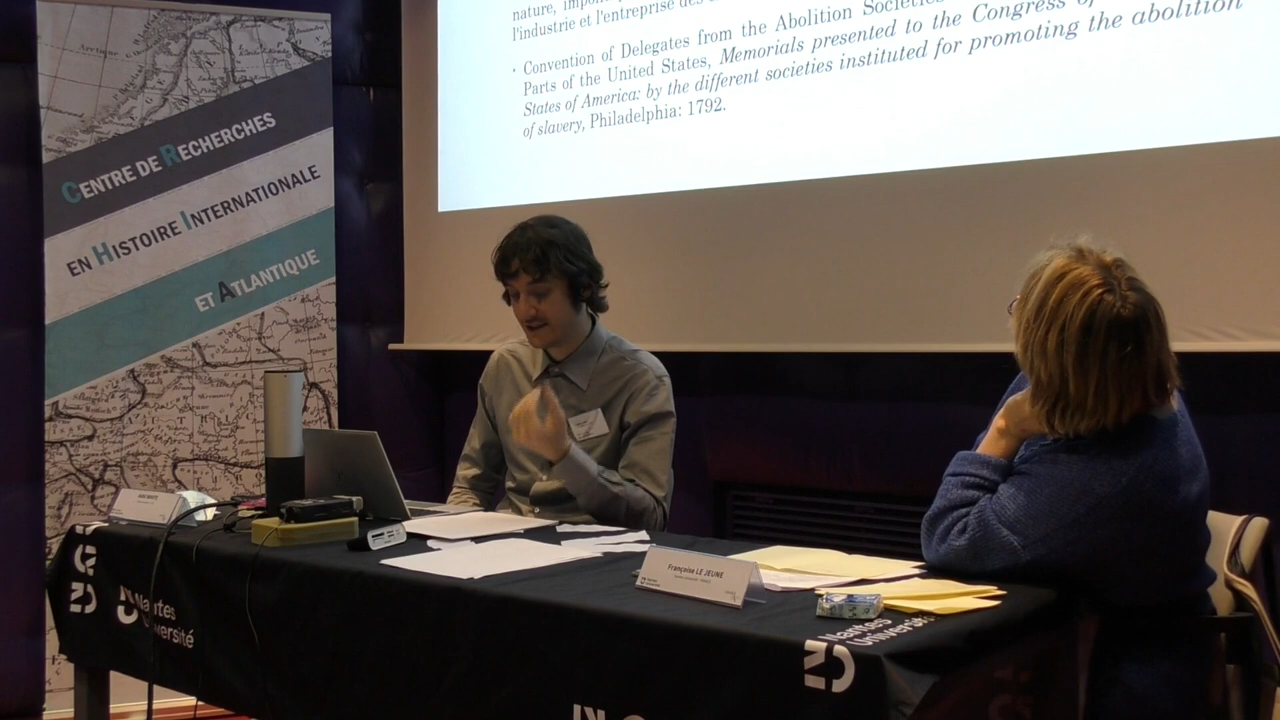 CENTRE DE RECHERCHES
EN HISTOIRE INTERNATIONALE
ET ATLANTIQUE
nature,
l'industrie et l'entreprise des
· Convention of Delegates from the Abolition Societies
Parts of the United States, Memorials presented to the Congress
States of America: by the different societies instituted for promoting the abolition
of slavery, Philadelphia: 1792.
Françoise LE JEUNE
Nantes
Université
Nantes
Université